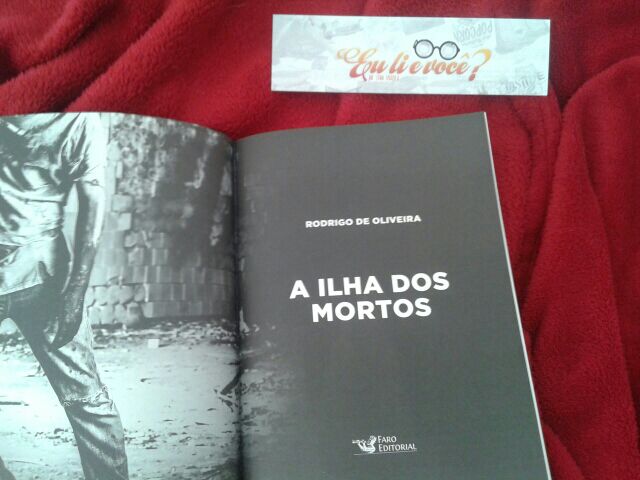 Eu li e você?
RODRIGO DE OLIVEIRA
A ILHA DOS
MORTOS
FARO
EDITORIAL